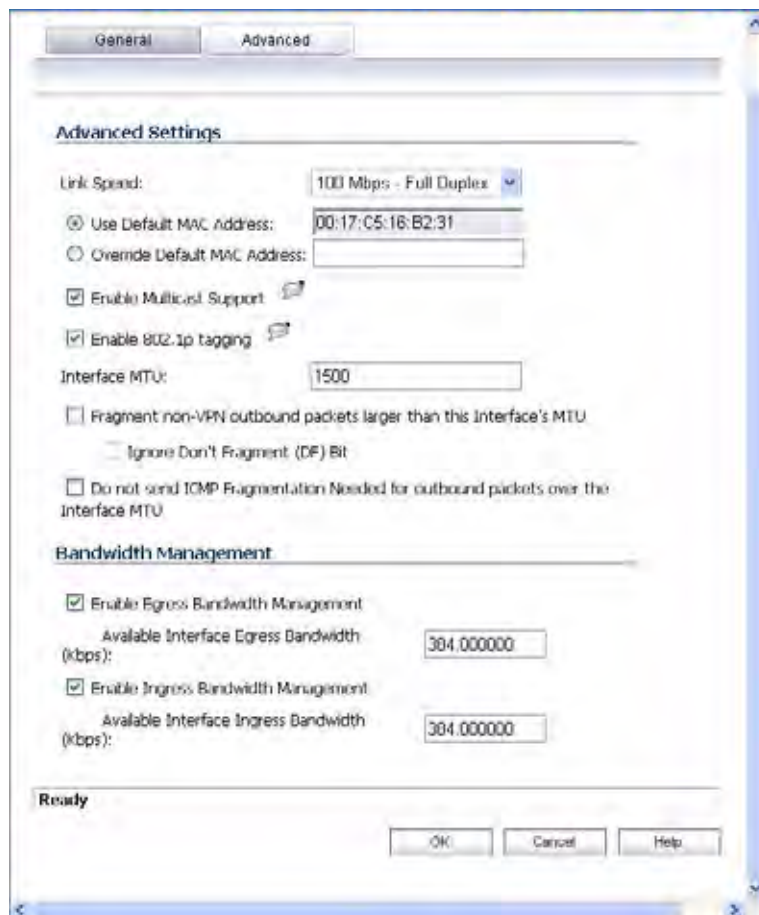 General Advanced
Advanced Settings
Link Speed: 100 Mbps - Full Duplex
Use Default MAC Address: 00:17:C5:16:B2:31
Override Default MAC Address:
Enable Multicast Support
Enable 802.1p tagging
Interface MTU: 1500
Fragment non-VPN outbound packets larger than this Interface's MTU
Ignore Don't Fragment (DF) Bit
Do not send ICMP Fragmentation Needed for outbound packets over the
Interface MTU
Bandwidth Management
Enable Egress Bandwidth Management
Available Interface Egress Bandwidth
(Kbps): 384.000000
Enable Ingress Bandwidth Management
Available Interface Ingress Bandwidth
(Kbps): 384.000000
Ready
OK Cancel Help